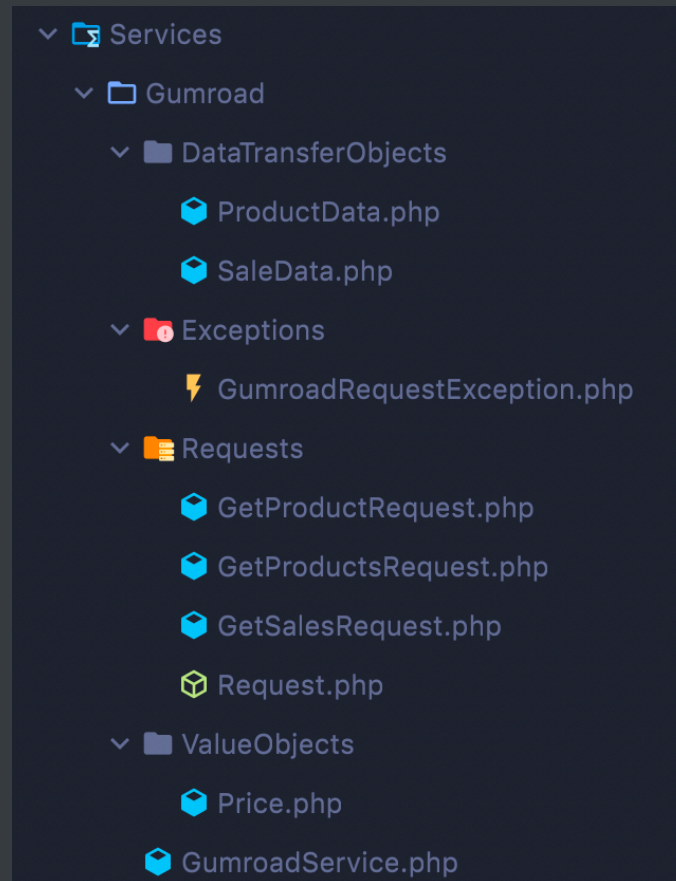 Services
Gumroad
DataTransferObjects
ProductData.php
SaleData.php
Exceptions
GumroadRequestException.php
Requests
GetProductRequest.php
GetProductsRequest.php
GetSalesRequest.php
Request.php
ValueObjects
Price.php
GumroadService.php